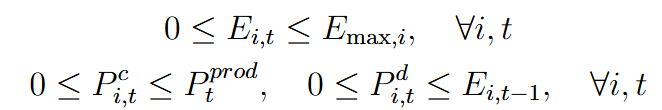 0 ≤ E_{i,t} ≤ E_{max,i}, ∀i, t
0 ≤ P^c_{i,t} ≤ P^{prod}_t, 0 ≤ P^d_{i,t} ≤ E_{i,t−1}, ∀i, t